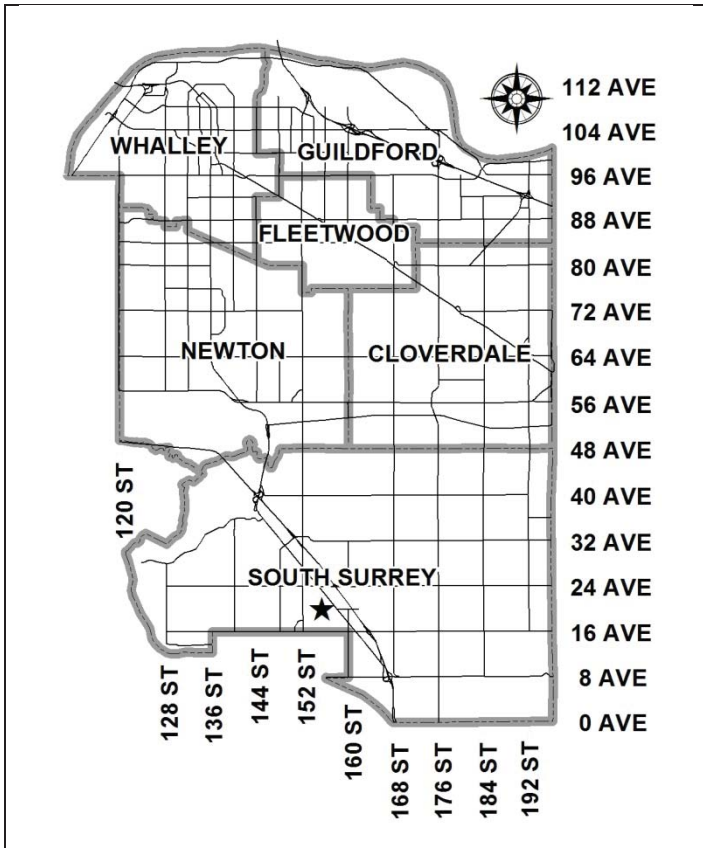 112 AVE
104 AVE
WHALLEY
GUILDFORD
96 AVE
88 AVE
FLEETWOOD
80 AVE
72 AVE
NEWTON
CLOVERDALE
64 AVE
56 AVE
48 AVE
120 ST
40 AVE
32 AVE
SOUTH SURREY
24 AVE
16 AVE
128 ST
136 ST
144 ST
152 ST
8 AVE
160 ST
0 AVE
168 ST
176 ST
184 ST
192 ST